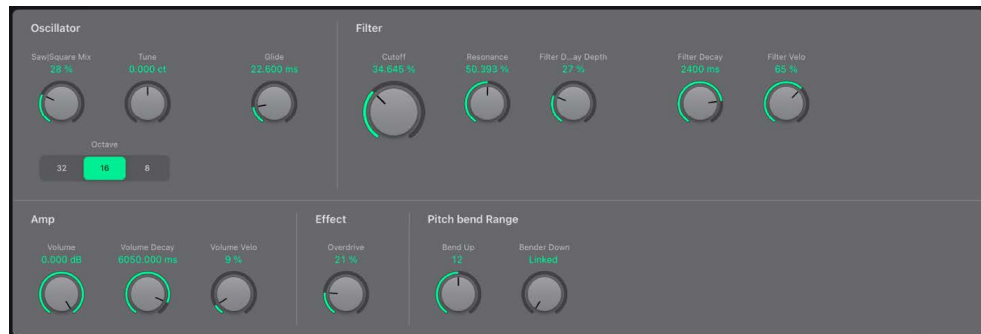 Oscillator
Filter
Saw|Square Mix Tune Glide
28 % 0.000 ct 22.600 ms
Cutoff Resonance Filter D...ay Depth Filter Decay Filter Velo
34.645 % 50.393 % 27 % 2400 ms 65 %
Octave
32 16 8
Amp
Effect
Pitch bend Range
Volume Volume Decay Volume Velo
0.000 dB 6050.000 ms 9 %
Overdrive
21 %
Bend Up Bender Down
12 Linked